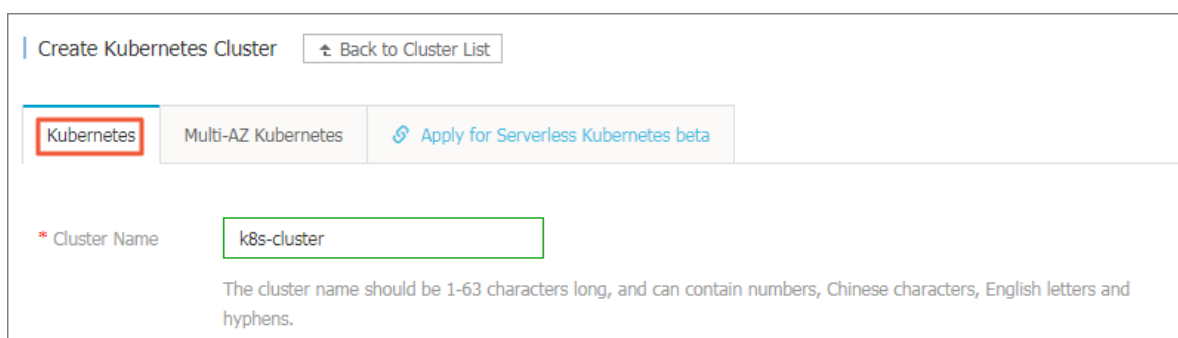 Create Kubernetes Cluster Back to Cluster List
Kubernetes Multi-AZ Kubernetes Apply for Serverless Kubernetes beta
* Cluster Name k8s-cluster
The cluster name should be 1-63 characters long, and can contain numbers, Chinese characters, English letters and
hyphens.